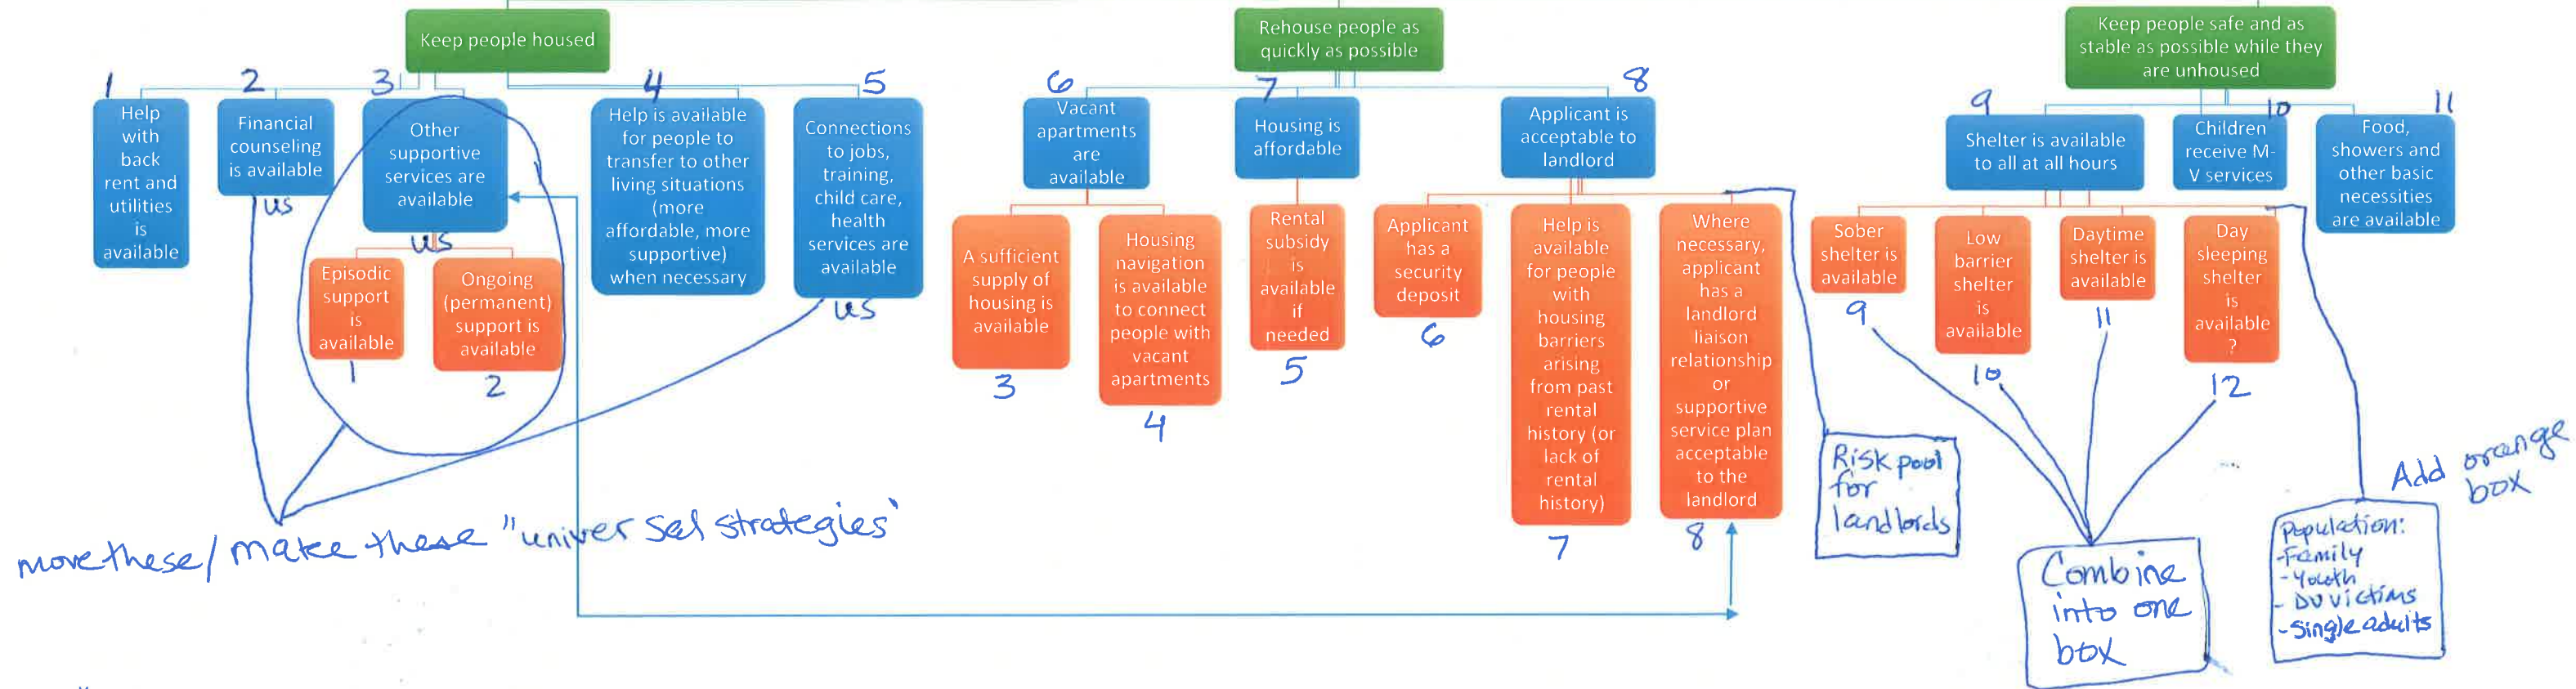 Keep people housed
Rehouse people as
quickly as possible
Keep people safe and as
stable as possible while they
are unhoused
1
2
3
4
5
6
7
8
9
10
11
Help
with
back
rent and
utilities
is
available
Financial
counseling
is available
us
Other
supportive
services are
available
us
Episodic
support
is
available
1
Ongoing
(permanent)
support is
available
2
Help is available
for people to
transfer to other
living situations
(more
affordable, more
supportive)
when necessary
Connections
to jobs,
training,
child care,
health
services are
available
us
move these/make these "univer sal strategies"
Vacant
apartments
are
available
A sufficient
supply of
housing is
available
3
Housing
navigation
is available
to connect
people with
vacant
apartments
4
Housing is
affordable
Rental
subsidy
is
available
if
needed
5
Applicant is
acceptable to
landlord
Applicant
has a
security
deposit
6
Help is
available
for people
with
housing
barriers
arising
from past
rental
history (or
lack of
rental
history)
7
Where
necessary,
applicant
has a
landlord
liaison
relationship
or
supportive
service plan
acceptable
to the
landlord
8
Risk pool
for
landlords
Shelter is available
to all at all hours
Sober
shelter is
available
9
Low
barrier
shelter
is
available
10
Daytime
shelter is
available
11
Day
sleeping
shelter
is
available
?
12
Combine
into one
box
Children
receive M-
V services
Food,
showers and
other basic
necessities
are available
Add orange
box
Population:
-Family
-Youth
- DV victims
-Single adults